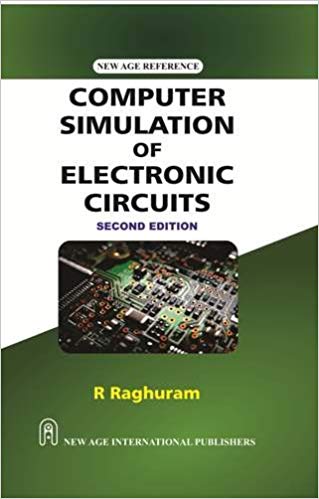 NEW AGE REFERENCE
COMPUTER
SIMULATION
OF
ELECTRONIC
CIRCUITS
SECOND EDITION
R Raghuram
NEW AGE INTERNATIONAL PUBLISHERS